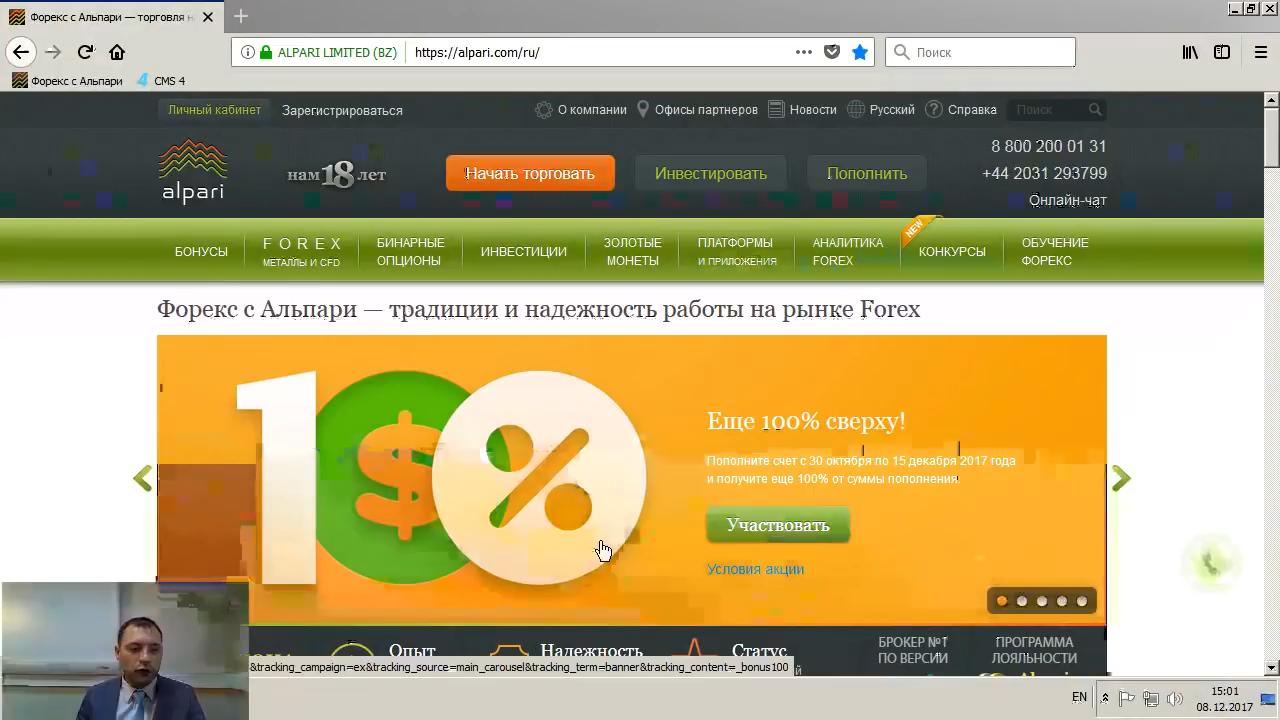 Форекс с Альпари — торговля н
ALPARI LIMITED (BZ)
https://alpari.com/ru/
Поиск
Форекс с Альпари
CMS 4
Личный кабинет
Зарегистрироваться
О компании
Офисы партнеров
Новости
Русский
Справка
Поиск
alpari
нам 18 лет
Начать торговать
Инвестировать
Пополнить
8 800 200 01 31
+44 2031 293799
Онлайн-чат
БОНУСЫ
FOREX
МЕТАЛЛЫ И CFD
БИНАРНЫЕ
ОПЦИОНЫ
ИНВЕСТИЦИИ
ЗОЛОТЫЕ
МОНЕТЫ
ПЛАТФОРМЫ
И ПРИЛОЖЕНИЯ
АНАЛИТИКА
FOREX
NEW
КОНКУРСЫ
ОБУЧЕНИЕ
ФОРЕКС
Форекс с Альпари — традиции и надежность работы на рынке Forex
1$%
Еще 100% сверху!
Пополните счет с 30 октября по 15 декабря 2017 года
и получите еще 100% от суммы пополнения.
Участвовать
Условия акции
Опыт
Надежность
Статус
БРОКЕР №1
ПО ВЕРСИИ
ПРОГРАММА
ЛОЯЛЬНОСТИ
&tracking_campaign=ex&tracking_source=main_carousel&tracking_term=banner&tracking_content=_bonus100
EN
15:01
08.12.2017